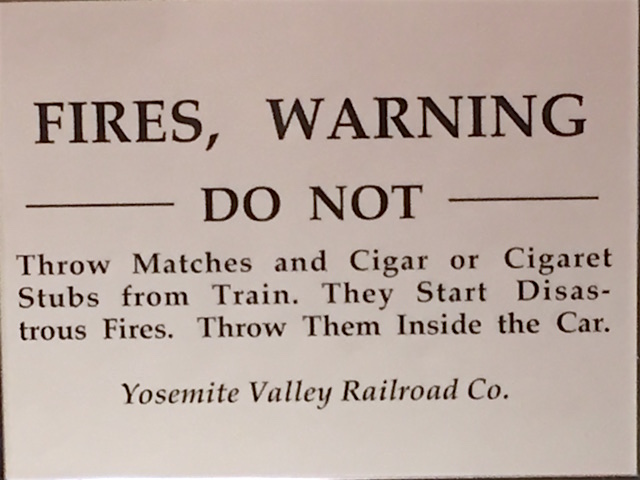 FIRES, WARNING
DO NOT
Throw Matches and Cigar or Cigaret
Stubs from Train. They Start Disas-
trous Fires. Throw Them Inside the Car.
Yosemite Valley Railroad Co.